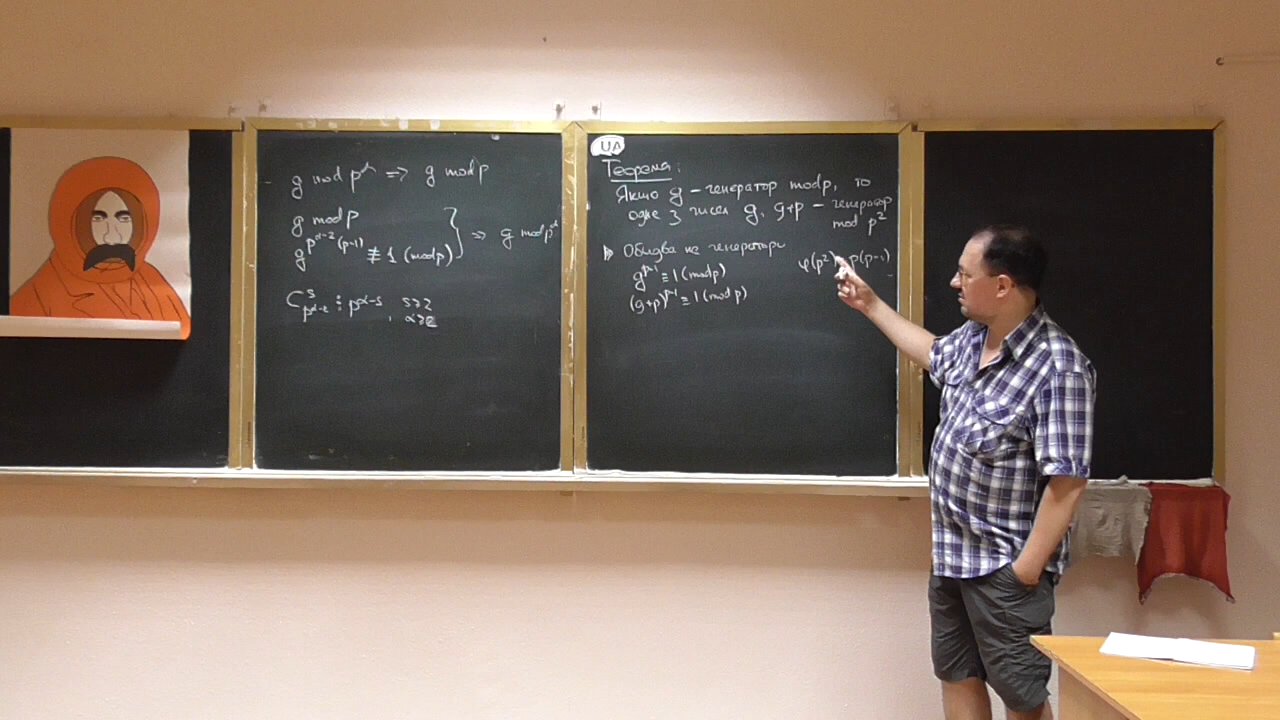 g mod p^α => g mod p
g mod p
g^{p^{α-2}(p-1)} ≢ 1 (mod p) } => g mod p^α
C^s_{p^{α-2}} ⋮ p^{α-s} s≥2
, α≥2
UA
Теорема:
Якщо g – генератор mod p, то
одне з чисел g, g+p – генератор
mod p²
Обидва не генератори
φ(p²) = p(p-1)
g^{p-1} ≡ 1 (mod p)
(g+p)^{p-1} ≡ 1 (mod p)